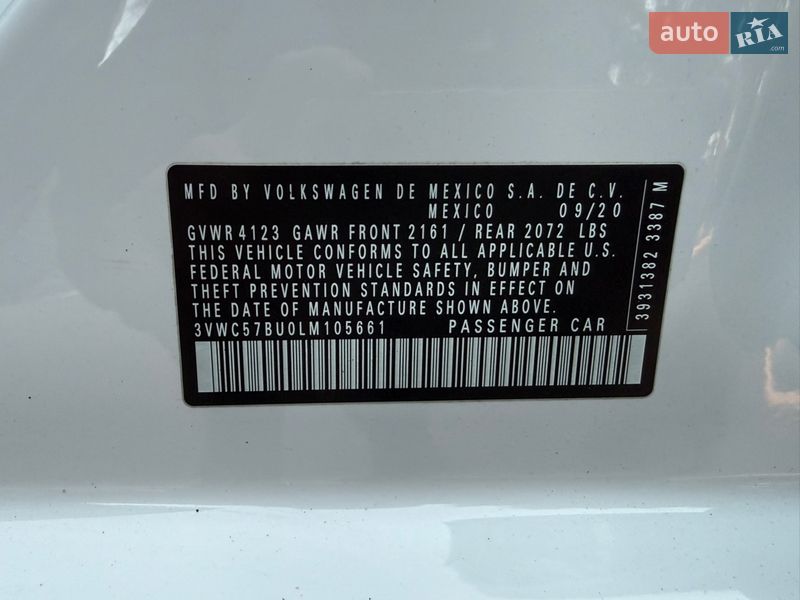 auto RIA.com
MFD BY VOLKSWAGEN DE MEXICO S.A. DE C.V.
MEXICO 09/20
GVWR 4123 GAWR FRONT 2161 / REAR 2072 LBS
THIS VEHICLE CONFORMS TO ALL APPLICABLE U.S.
FEDERAL MOTOR VEHICLE SAFETY, BUMPER AND
THEFT PREVENTION STANDARDS IN EFFECT ON
THE DATE OF MANUFACTURE SHOWN ABOVE.
3VWC57BU0LM105661 PASSENGER CAR
3931382 3387 M